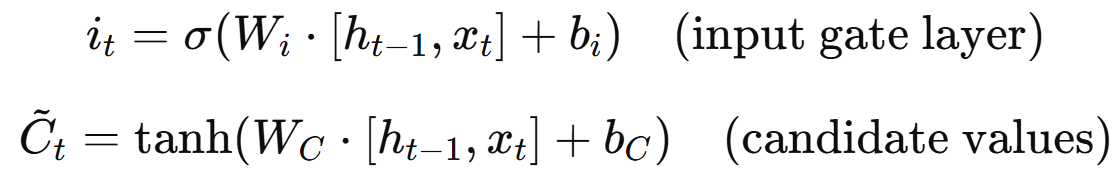 i_t = σ(W_i · [h_{t−1}, x_t] + b_i) (input gate layer)
C̃_t = tanh(W_C · [h_{t−1}, x_t] + b_C) (candidate values)